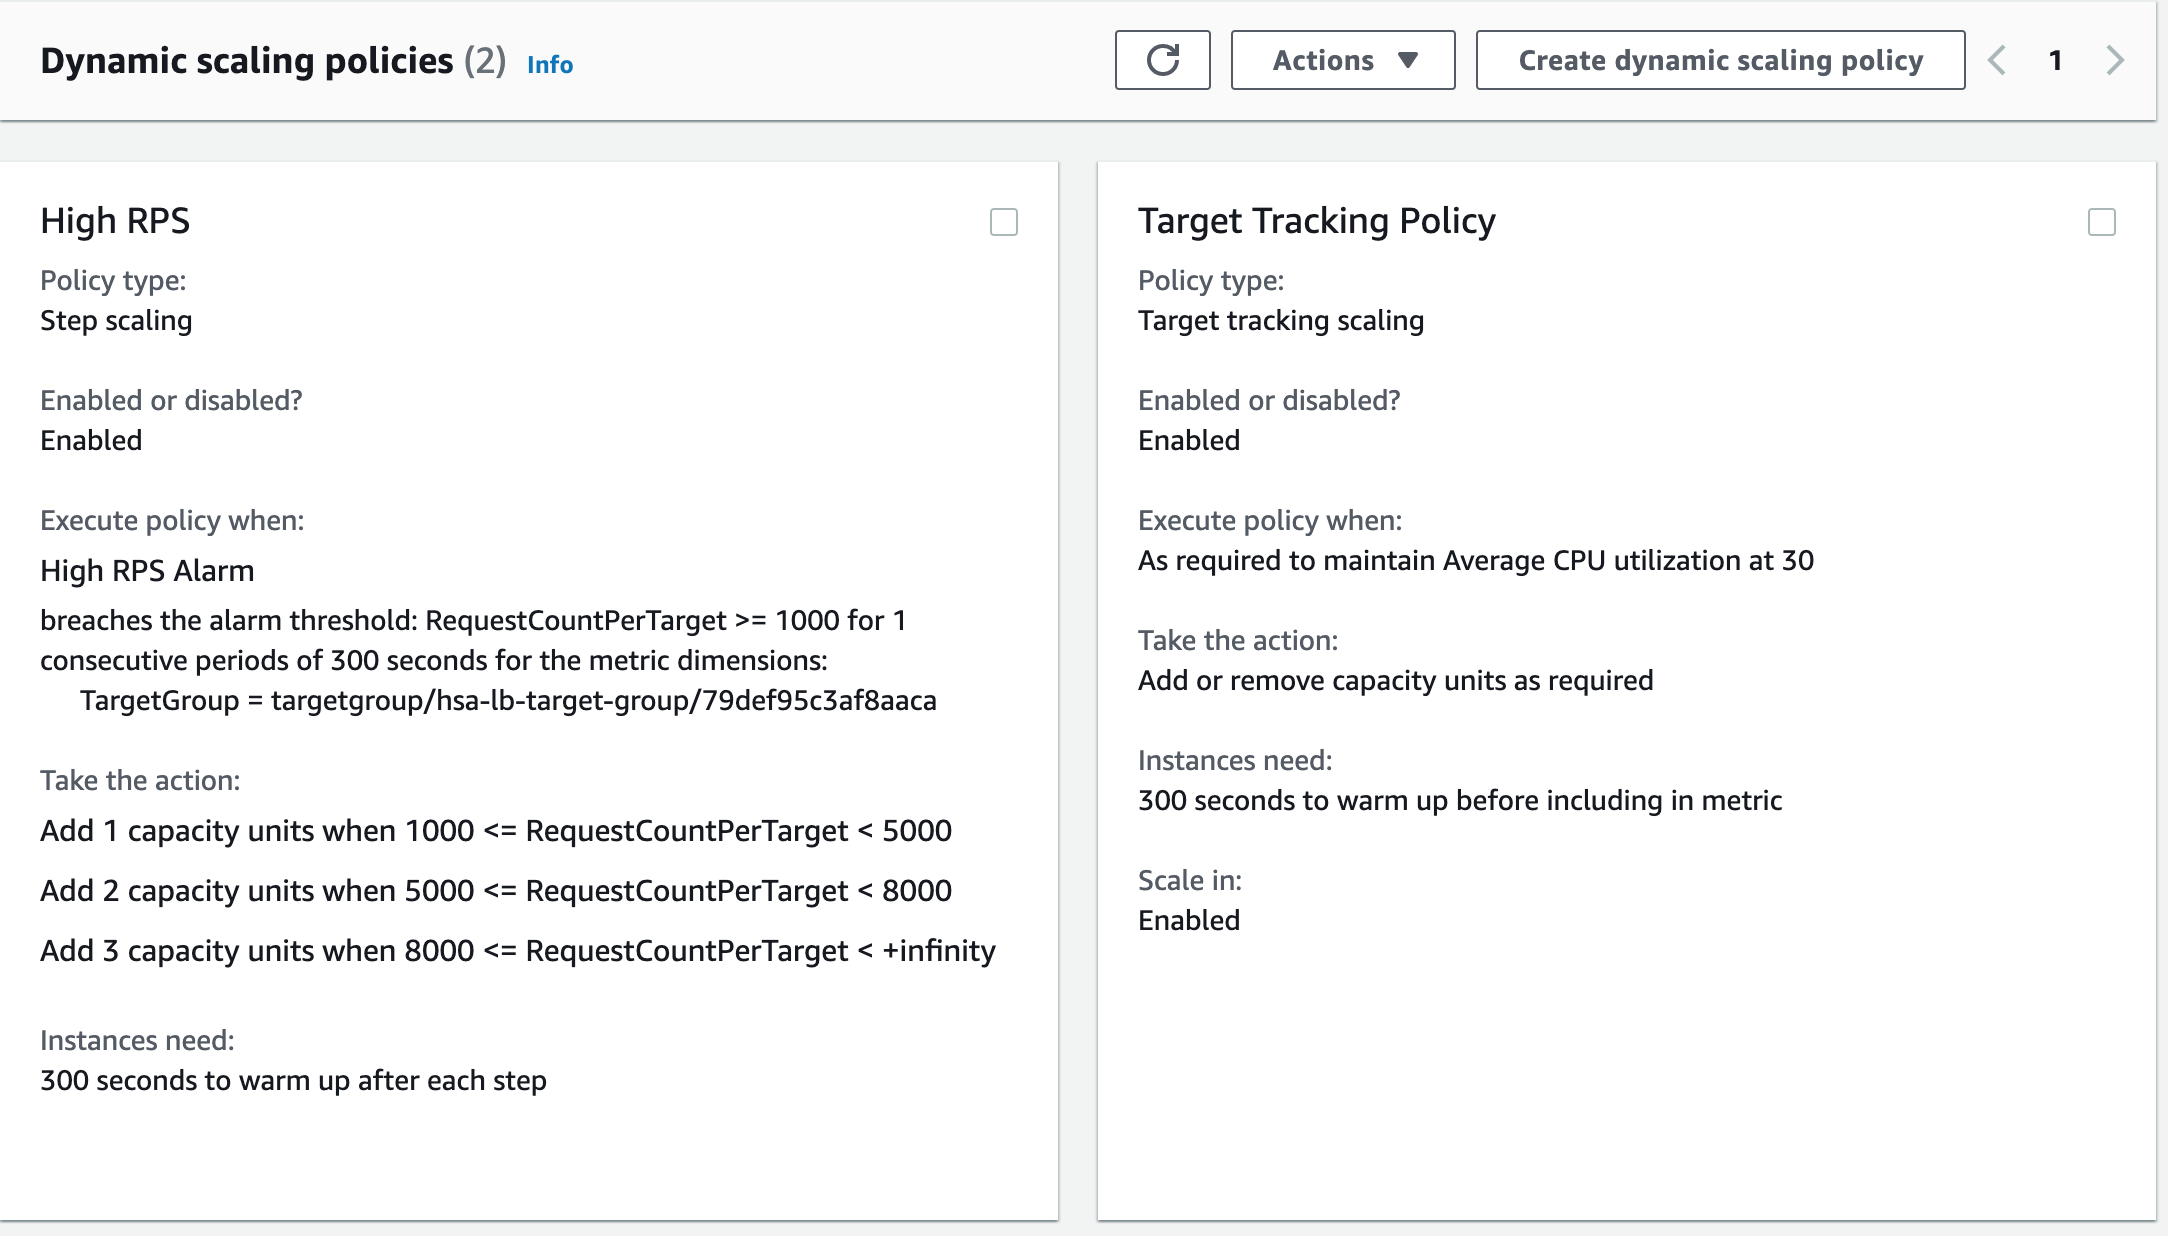 Dynamic scaling policies (2) Info
Actions
Create dynamic scaling policy
1
High RPS
Policy type:
Step scaling
Enabled or disabled?
Enabled
Execute policy when:
High RPS Alarm
breaches the alarm threshold: RequestCountPerTarget >= 1000 for 1
consecutive periods of 300 seconds for the metric dimensions:
TargetGroup = targetgroup/hsa-lb-target-group/79def95c3af8aaca
Take the action:
Add 1 capacity units when 1000 <= RequestCountPerTarget < 5000
Add 2 capacity units when 5000 <= RequestCountPerTarget < 8000
Add 3 capacity units when 8000 <= RequestCountPerTarget < +infinity
Instances need:
300 seconds to warm up after each step
Target Tracking Policy
Policy type:
Target tracking scaling
Enabled or disabled?
Enabled
Execute policy when:
As required to maintain Average CPU utilization at 30
Take the action:
Add or remove capacity units as required
Instances need:
300 seconds to warm up before including in metric
Scale in:
Enabled